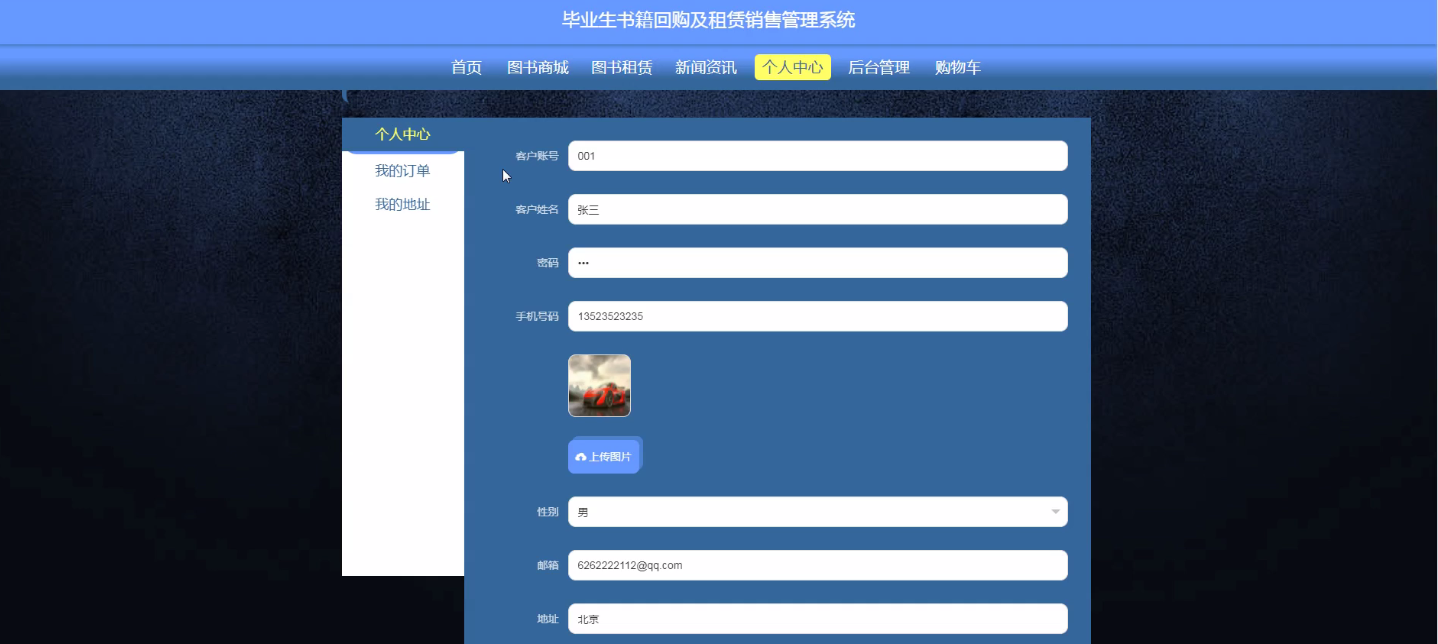 毕业生书籍回购及租赁销售管理系统
首页 图书商城 图书租赁 新闻资讯 个人中心 后台管理 购物车
个人中心
我的订单
我的地址
客户账号 001
客户姓名 张三
密码 •••
手机号码 13523523235
上传图片
性别 男
邮箱 6262222112@qq.com
地址 北京